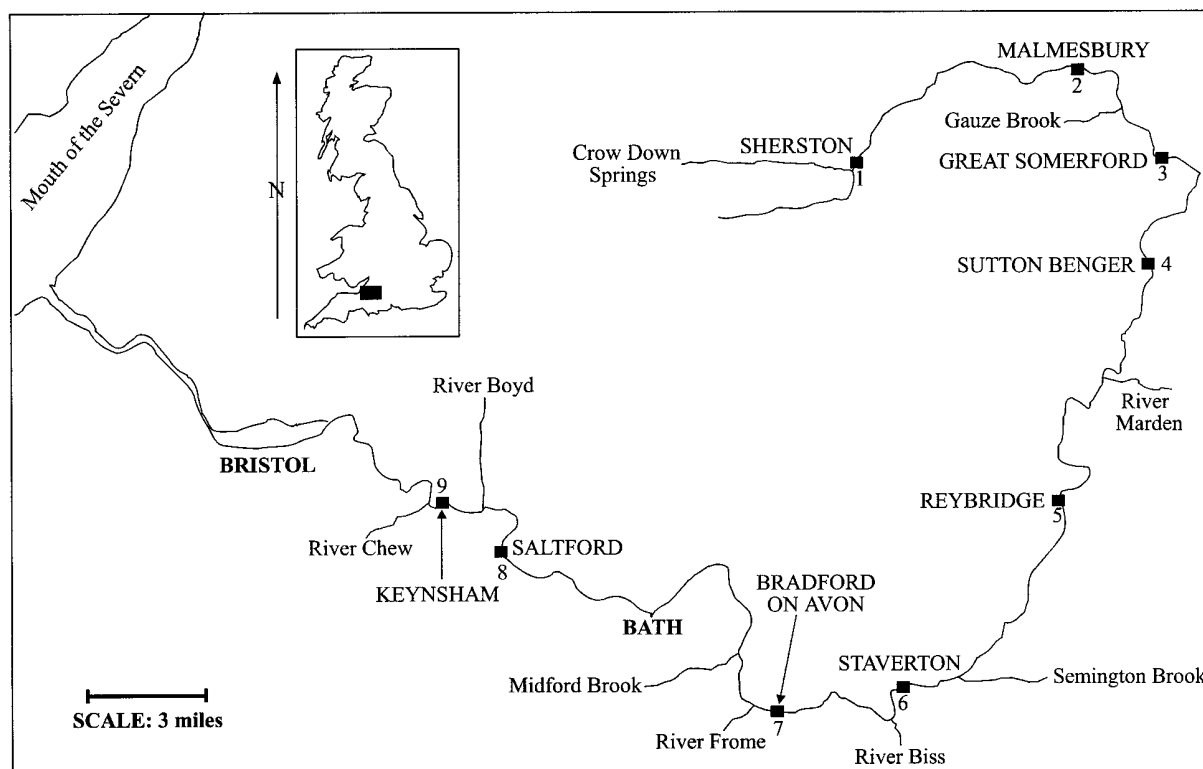 MALMESBURY
2
Mouth of the Severn
N
Gauze Brook
SHERSTON
1
Crow Down
Springs
GREAT SOMERFORD
3
SUTTON BENGER
4
River Boyd
River
Marden
BRISTOL
9
REYBRIDGE
5
River Chew
SALTFORD
8
KEYNSHAM
BRADFORD
ON AVON
BATH
STAVERTON
6
Semington Brook
Midford Brook
7
River Frome
River Biss
SCALE: 3 miles